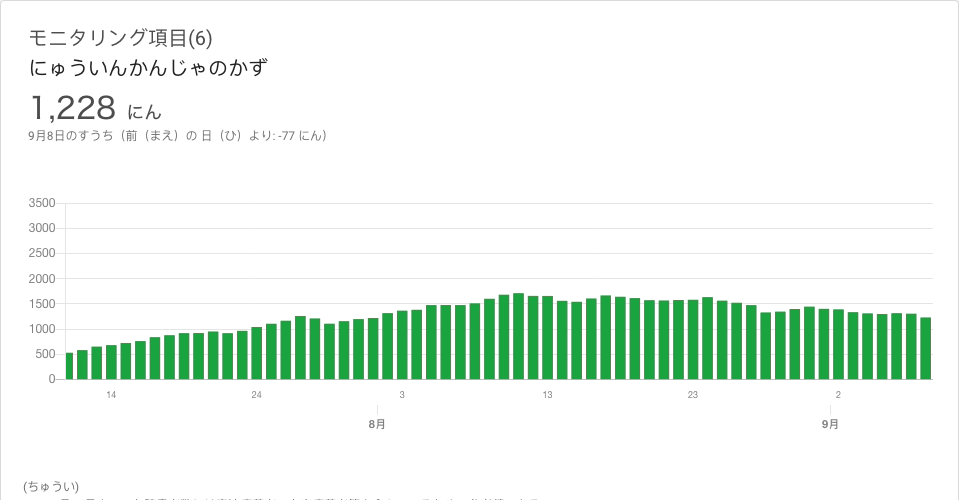 モニタリング項目(6)
にゅういんかんじゃのかず
1,228 にん
9月8日のすうち（前（まえ）の 日（ひ）より: -77 にん）
3500
3000
2500
2000
1500
1000
500
0
14 24 3 13 23 2
8月 9月
(ちゅうい)